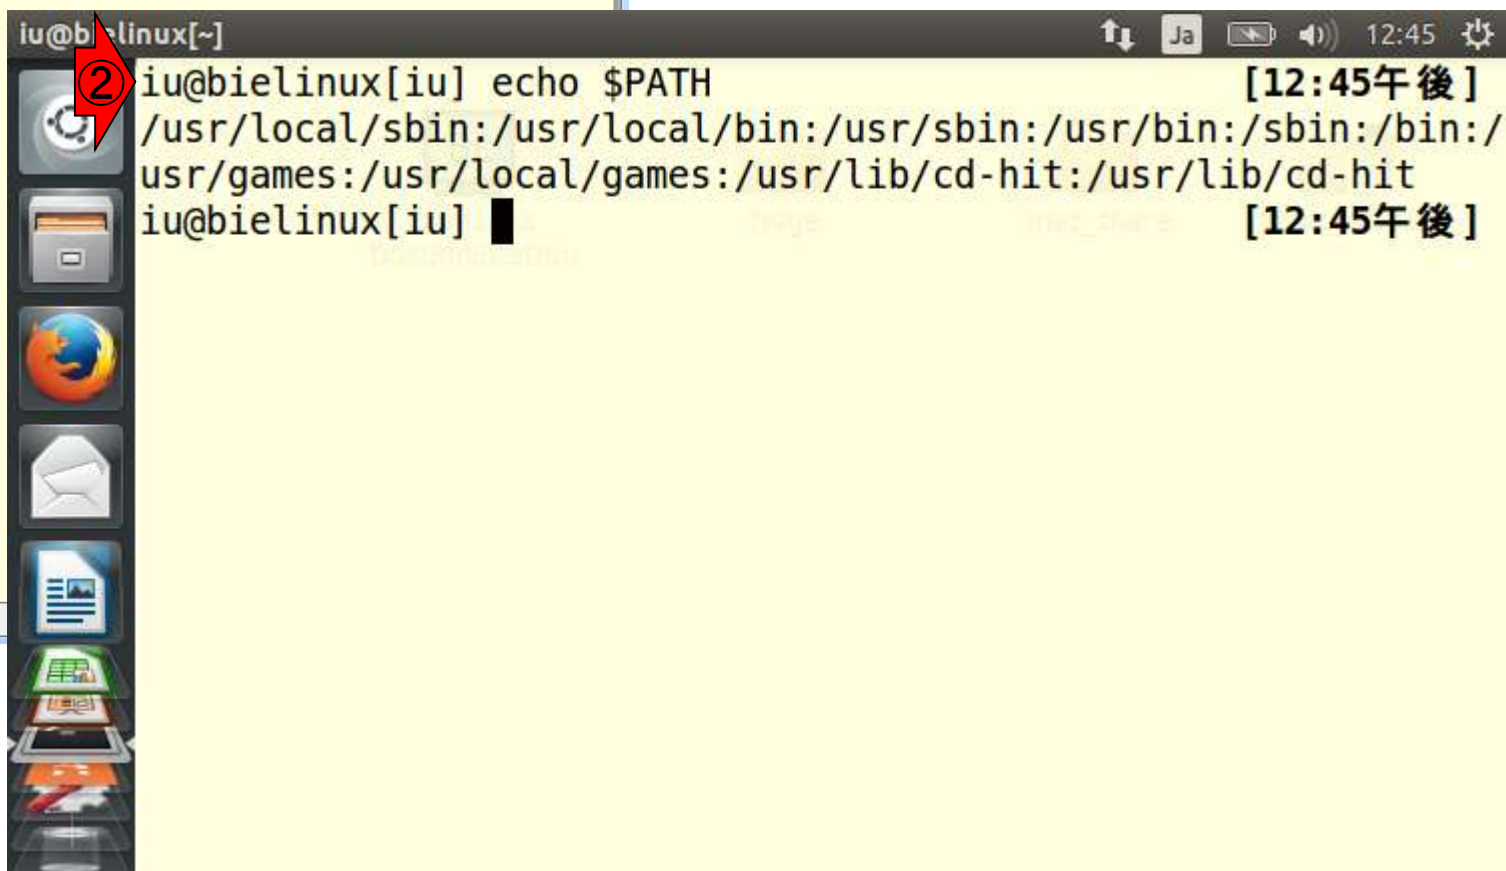 iu@bielinux[~] Ja 12:45
②
iu@bielinux[iu] echo $PATH [12:45午後]
/usr/local/sbin:/usr/local/bin:/usr/sbin:/usr/bin:/sbin:/bin:/
usr/games:/usr/local/games:/usr/lib/cd-hit:/usr/lib/cd-hit
iu@bielinux[iu] [12:45午後]